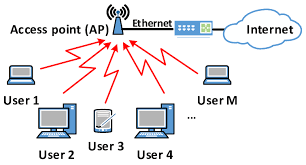 Access point (AP)
Ethernet
Internet
User 1
User M
User 2
User 3
User 4
...